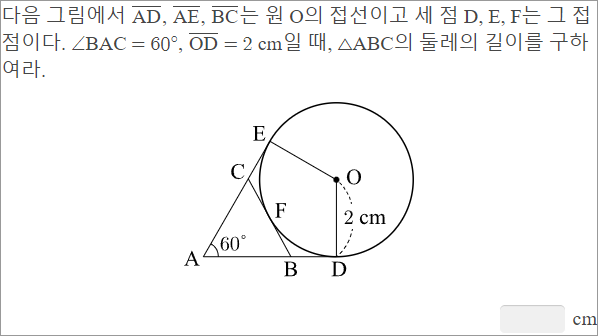 다음 그림에서 AD, AE, BC는 원 O의 접선이고 세 점 D, E, F는 그 접
점이다. ∠BAC = 60°, OD = 2 cm일 때, △ABC의 둘레의 길이를 구하
여라.
E
C
O
F
2 cm
60°
A
B
D
cm